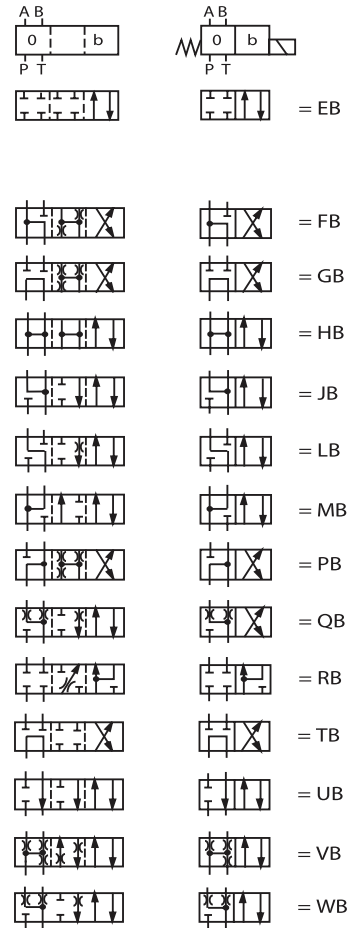 A B A B
0 b 0 b
P T P T
= EB
= FB
= GB
= HB
= JB
= LB
= MB
= PB
= QB
= RB
= TB
= UB
= VB
= WB